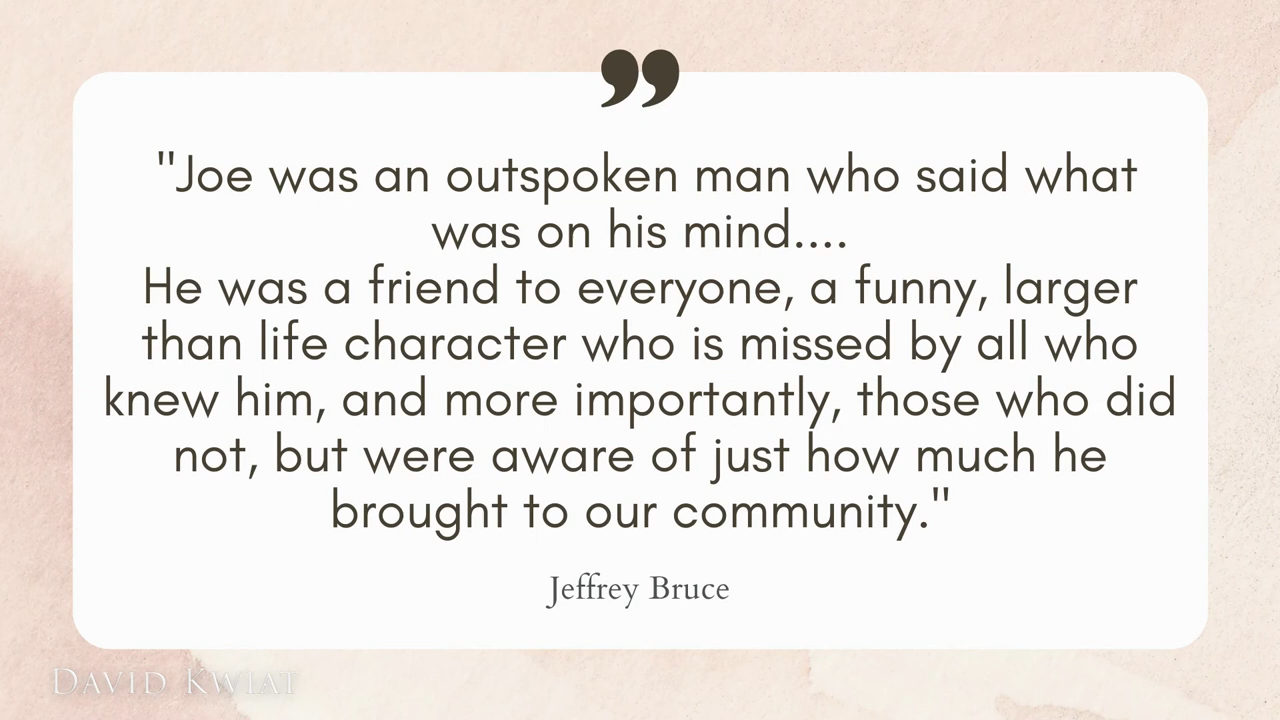 "Joe was an outspoken man who said what
was on his mind....
He was a friend to everyone, a funny, larger
than life character who is missed by all who
knew him, and more importantly, those who did
not, but were aware of just how much he
brought to our community."
Jeffrey Bruce
David Kwiat